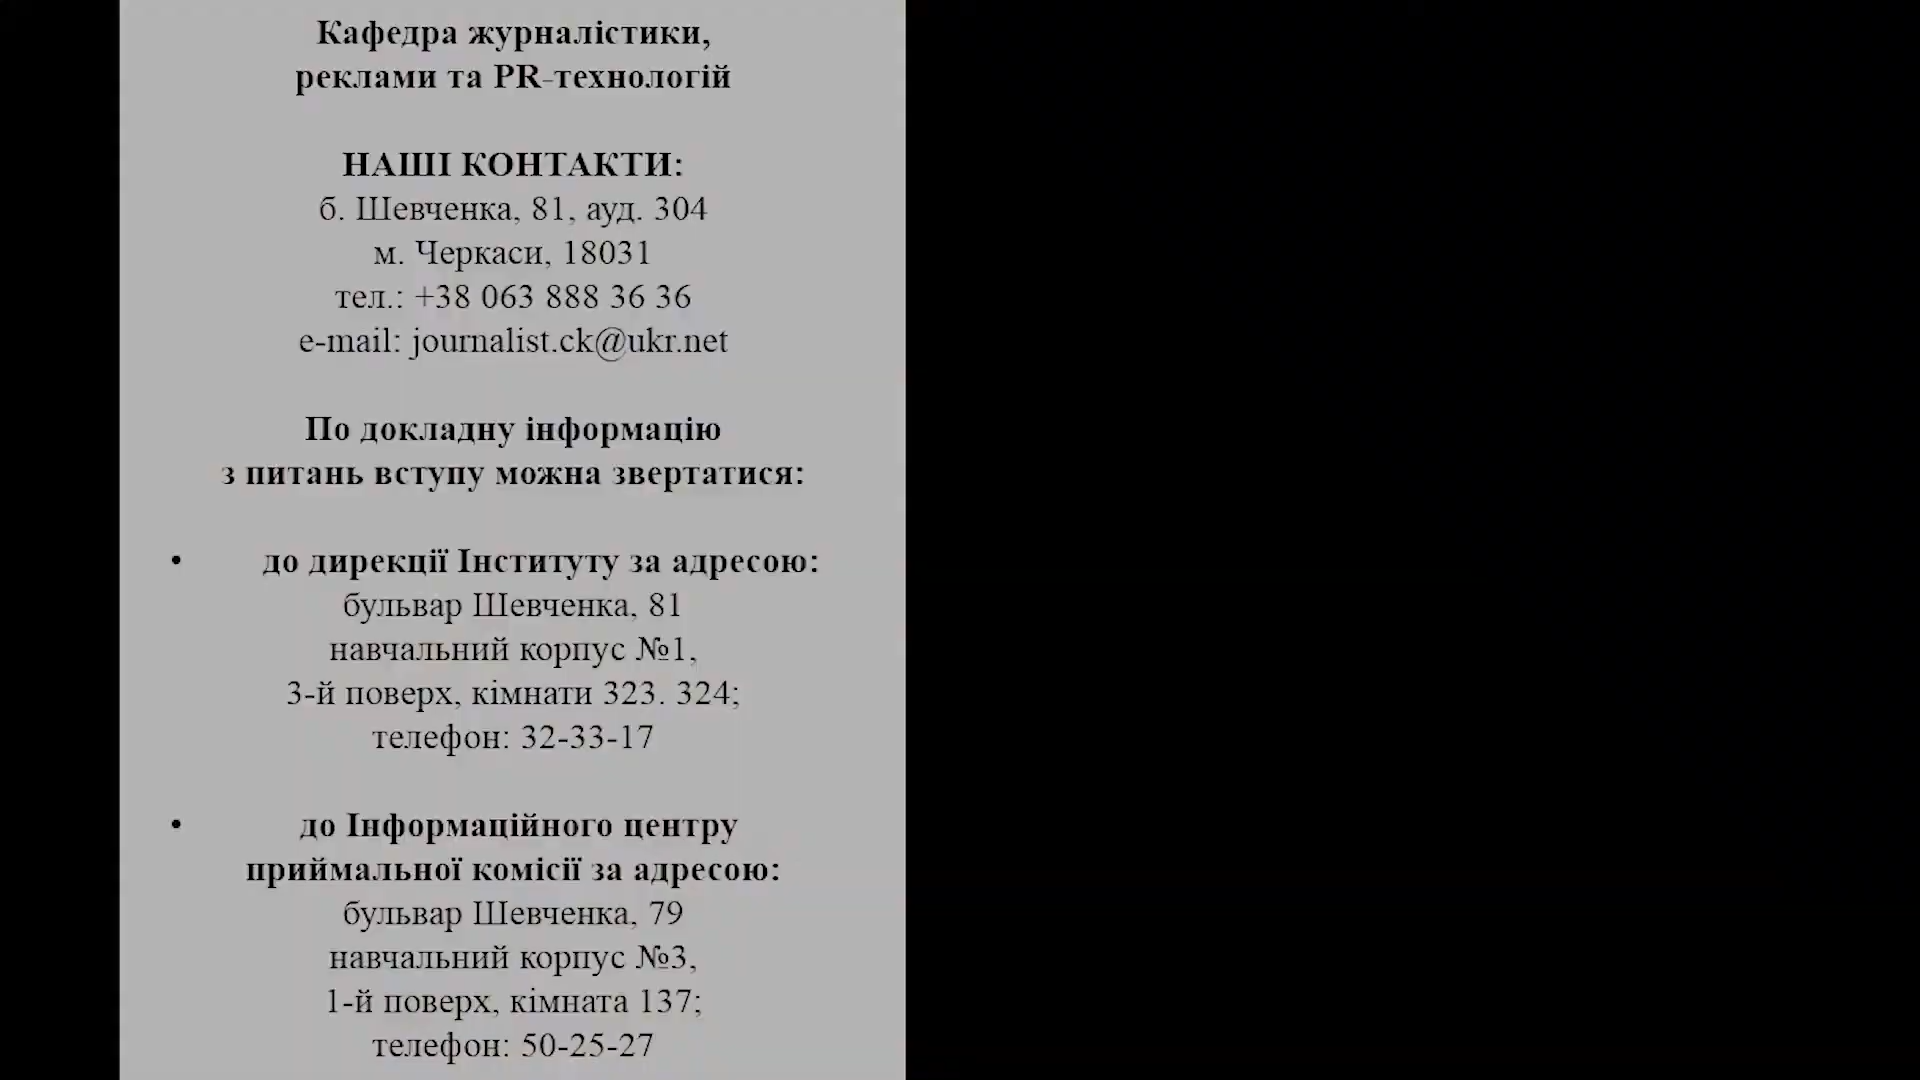 Кафедра журналістики,
реклами та PR-технологій
НАШІ КОНТАКТИ:
б. Шевченка, 81, ауд. 304
м. Черкаси, 18031
тел.: +38 063 888 36 36
e-mail: journalist.ck@ukr.net
По докладну інформацію
з питань вступу можна звертатися:
• до дирекції Інституту за адресою:
бульвар Шевченка, 81
навчальний корпус №1,
3-й поверх, кімнати 323. 324;
телефон: 32-33-17
• до Інформаційного центру
приймальної комісії за адресою:
бульвар Шевченка, 79
навчальний корпус №3,
1-й поверх, кімната 137;
телефон: 50-25-27